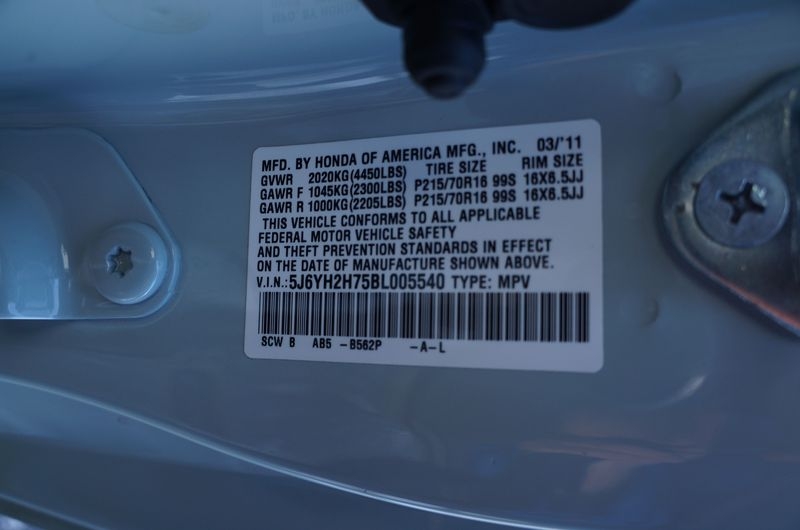 MFD. BY HONDA OF AMERICA MFG., INC. 03/'11
GVWR 2020KG(4450LBS) TIRE SIZE RIM SIZE
GAWR F 1045KG(2300LBS) P215/70R16 99S 16X6.5JJ
GAWR R 1000KG(2205LBS) P215/70R16 99S 16X6.5JJ
THIS VEHICLE CONFORMS TO ALL APPLICABLE
FEDERAL MOTOR VEHICLE SAFETY
AND THEFT PREVENTION STANDARDS IN EFFECT
ON THE DATE OF MANUFACTURE SHOWN ABOVE.
V.I.N.:5J6YH2H75BL005540 TYPE: MPV
SCW B AB5 -B562P -A-L